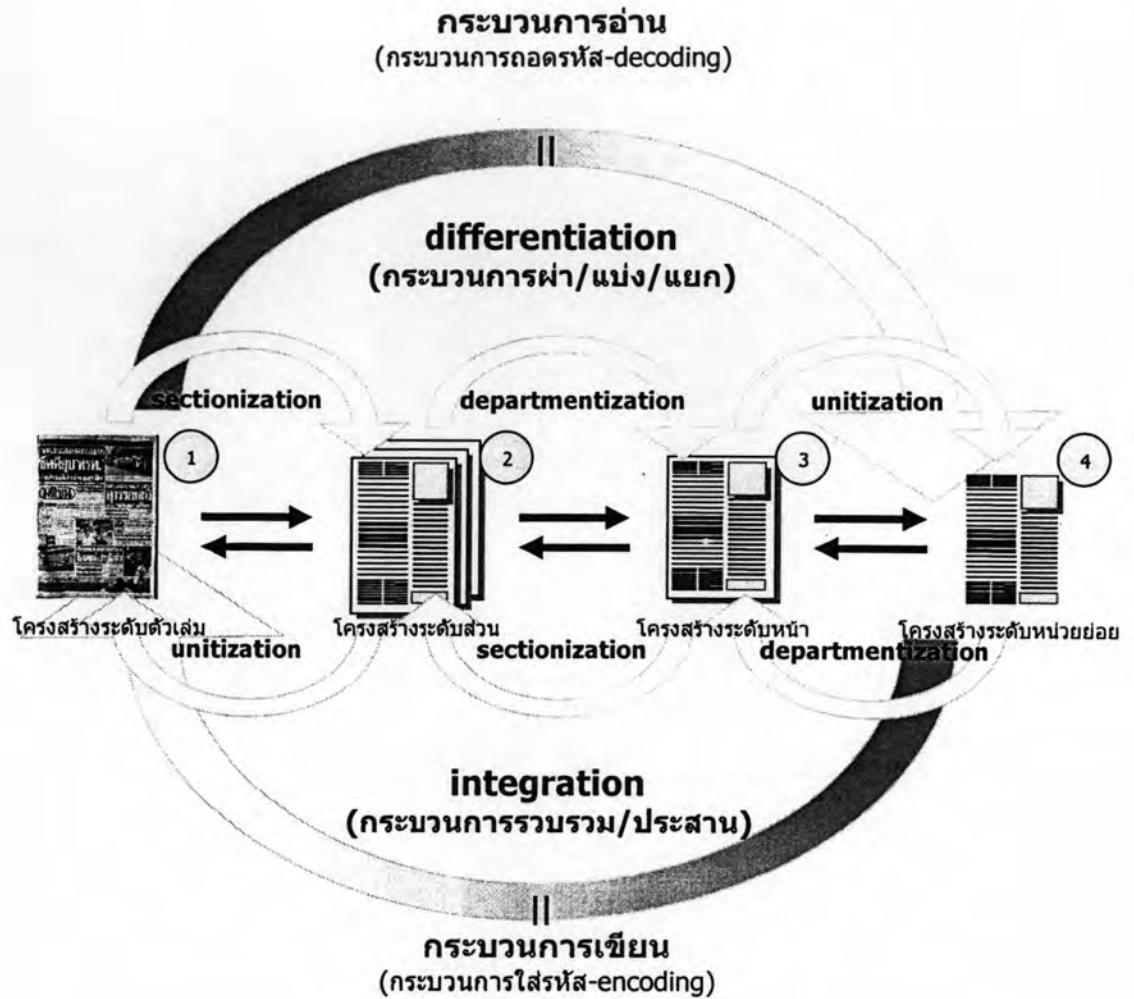 กระบวนการอ่าน
(กระบวนการถอดรหัส-decoding)
differentiation
(กระบวนการผ่า/แบ่ง/แยก)
sectionization
departmentization
unitization
1
2
3
4
โครงสร้างระดับตัวเล่ม
โครงสร้างระดับส่วน
โครงสร้างระดับหน้า
โครงสร้างระดับหน่วยย่อย
unitization
sectionization
departmentization
integration
(กระบวนการรวบรวม/ประสาน)
กระบวนการเขียน
(กระบวนการใส่รหัส-encoding)